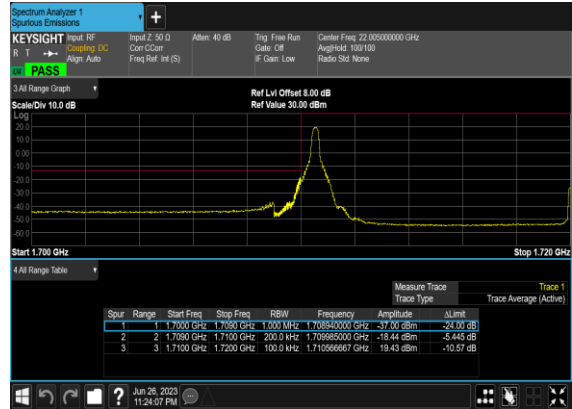 Spectrum Analyzer 1
Spurious Emissions
KEYSIGHT Input: RF Input Z: 50 Ω Atten: 40 dB Trig: Free Run Center Freq: 22.005000000 GHz
R T Coupling: DC Corr CCorr Gate: Off Avg|Hold: 100/100
Align: Auto Freq Ref: Int (S) IF Gain: Low Radio Std: None
PASS
3 All Range Graph
Ref Lvl Offset 8.00 dB
Scale/Div 10.0 dB Ref Value 30.00 dBm
Log
20.0
10.0
0.00
-10.0
-20.0
-30.0
-40.0
-50.0
-60.0
Start 1.700 GHz Stop 1.720 GHz
4 All Range Table
Measure Trace Trace 1
Trace Type Trace Average (Active)
Spur Range Start Freq Stop Freq RBW Frequency Amplitude ΔLimit
1 1 1.7000 GHz 1.7090 GHz 1.000 MHz 1.708940000 GHz -37.00 dBm -24.00 dB
2 2 1.7090 GHz 1.7100 GHz 200.0 kHz 1.709985000 GHz -18.44 dBm -5.445 dB
3 3 1.7100 GHz 1.7200 GHz 100.0 kHz 1.710566667 GHz 19.43 dBm -10.57 dB
? Jun 26, 2023
11:24:07 PM